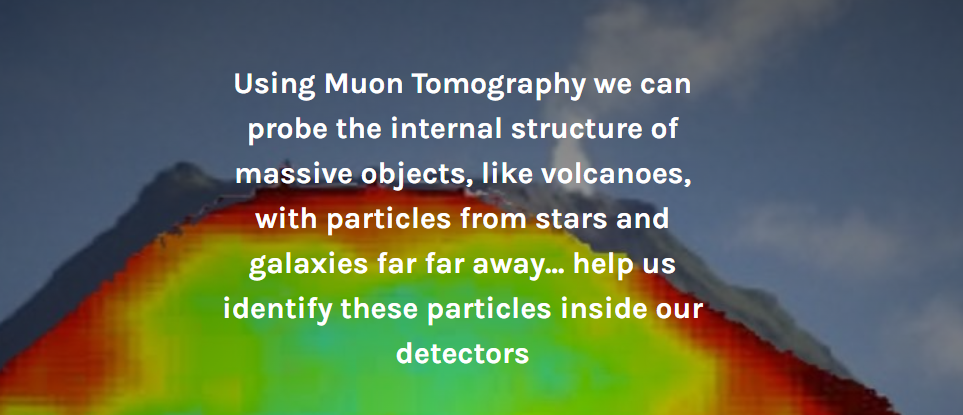 Using Muon Tomography we can
probe the internal structure of
massive objects, like volcanoes,
with particles from stars and
galaxies far far away... help us
identify these particles inside our
detectors